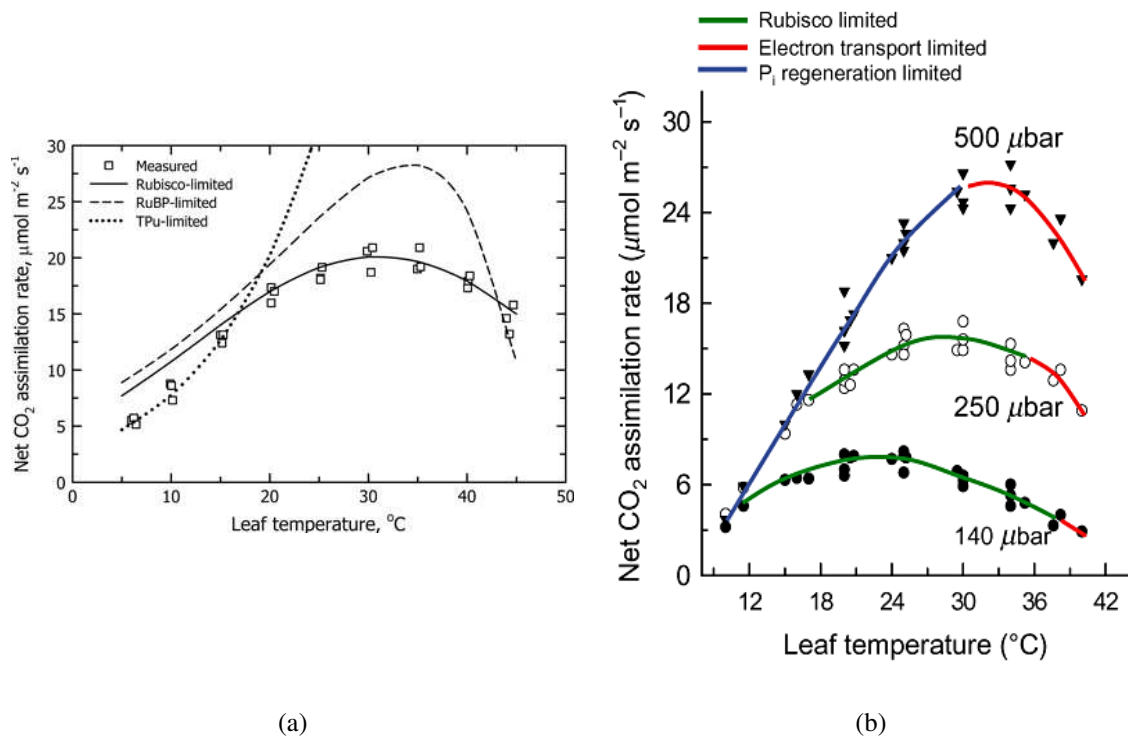 Net CO₂ assimilation rate, μmol m⁻² s⁻¹
30
25
20
15
10
5
0
Measured
Rubisco-limited
RuBP-limited
TPu-limited
0 10 20 30 40 50
Leaf temperature, °C
(a)
Rubisco limited
Electron transport limited
Pᵢ regeneration limited
Net CO₂ assimilation rate (μmol m⁻² s⁻¹)
30
24
18
12
6
0
500 μbar
250 μbar
140 μbar
12 18 24 30 36 42
Leaf temperature (°C)
(b)